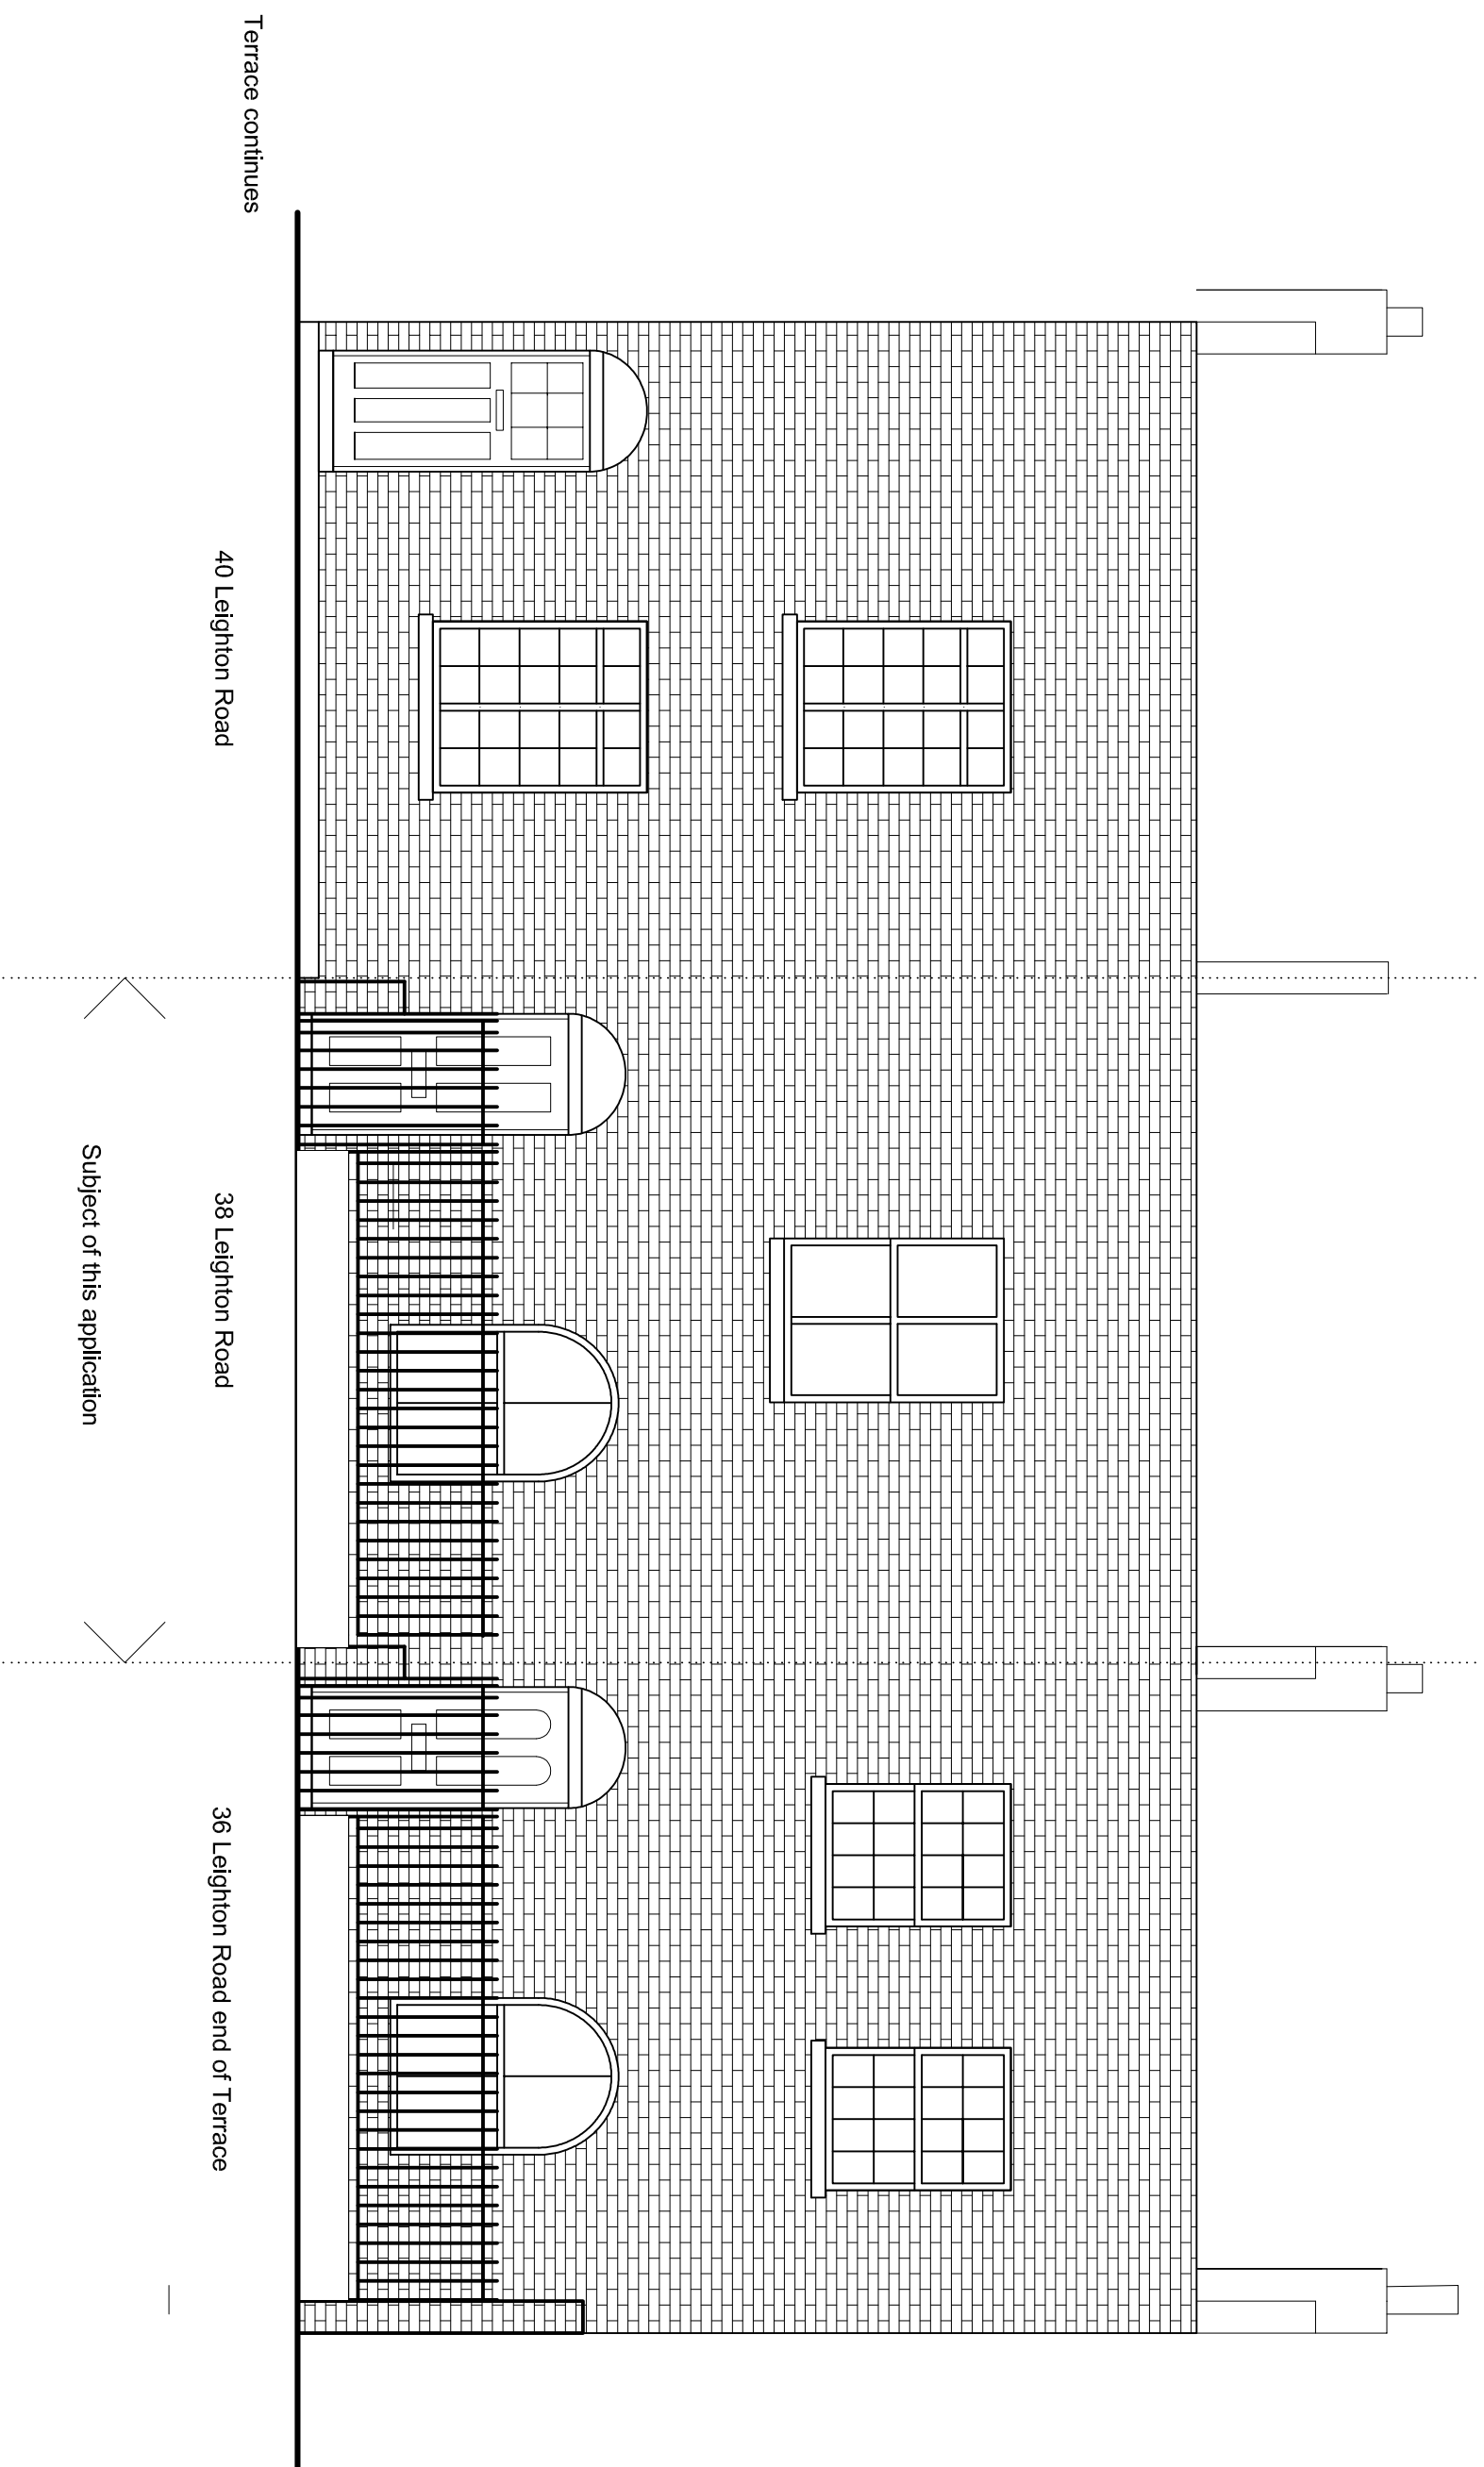 Terrace continues
40 Leighton Road
38 Leighton Road
36 Leighton Road end of Terrace
Subject of this application